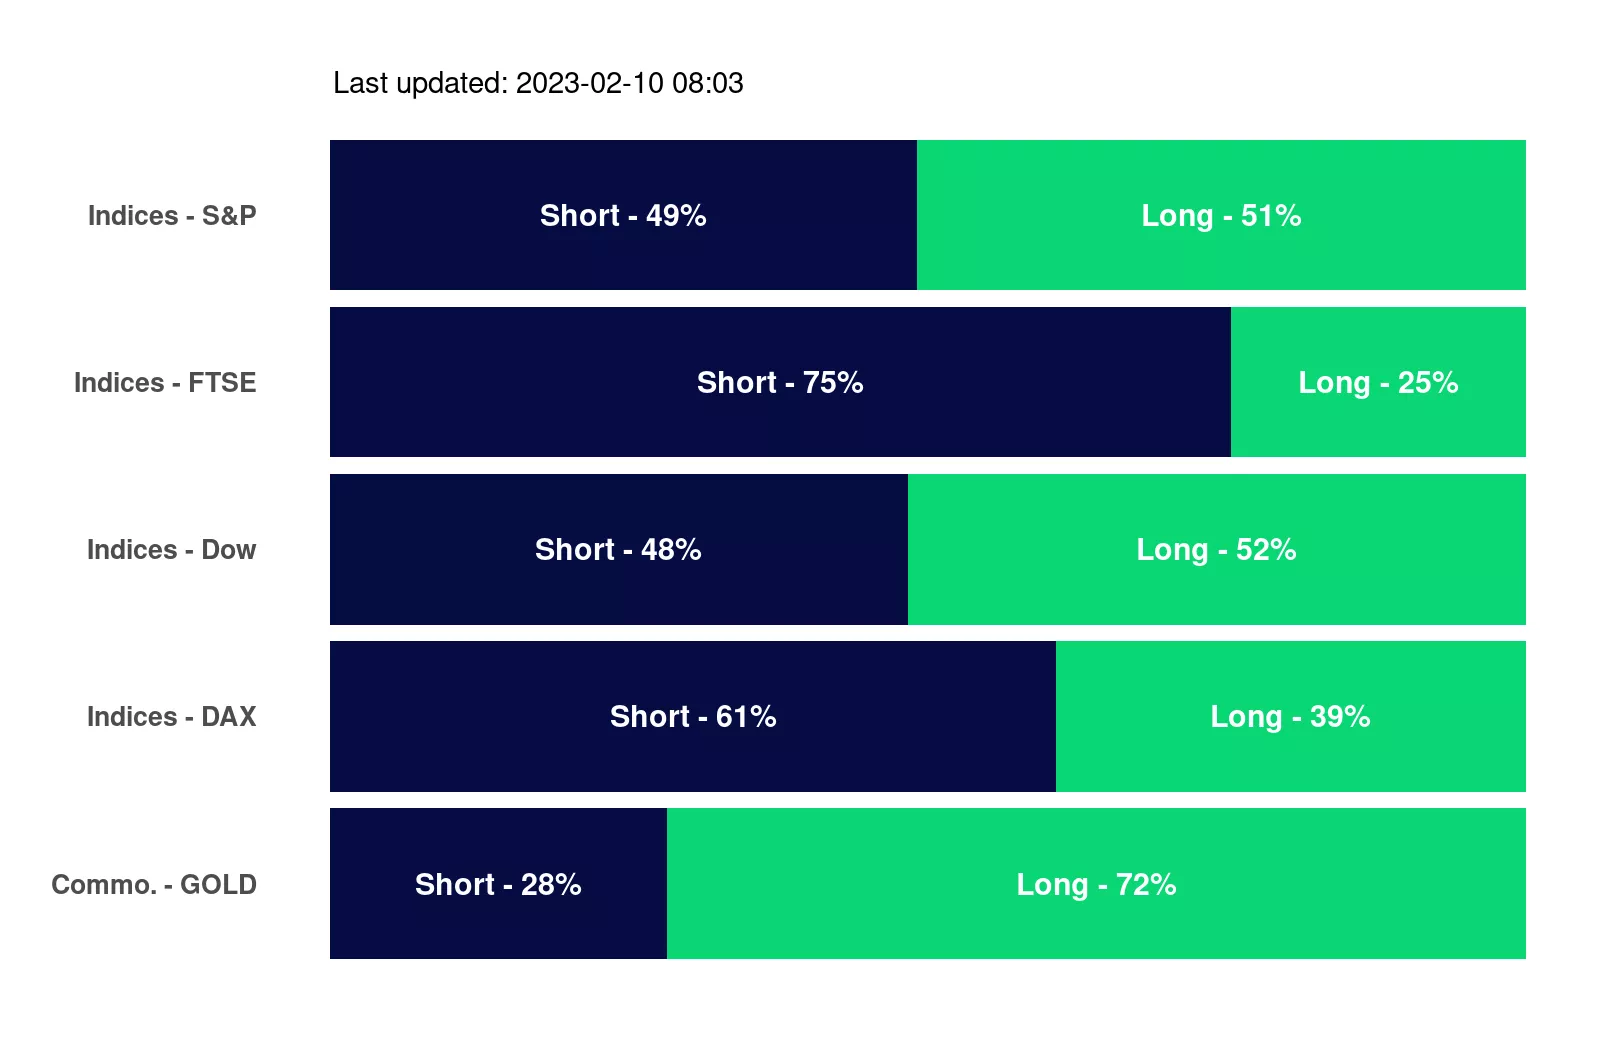 Last updated: 2023-02-10 08:03
Indices - S&P Short - 49% Long - 51%
Indices - FTSE Short - 75% Long - 25%
Indices - Dow Short - 48% Long - 52%
Indices - DAX Short - 61% Long - 39%
Commo. - GOLD Short - 28% Long - 72%